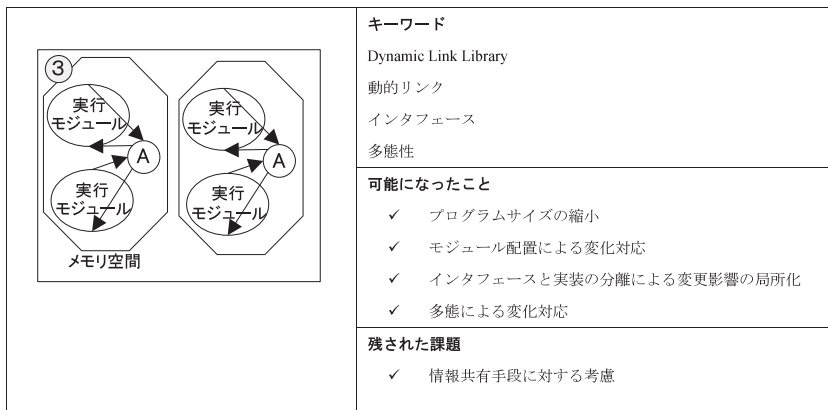 ③
実行
モジュール
A
実行
モジュール
実行
モジュール
A
実行
モジュール
メモリ空間
キーワード
Dynamic Link Library
動的リンク
インタフェース
多態性
可能になったこと
✓ プログラムサイズの縮小
✓ モジュール配置による変化対応
✓ インタフェースと実装の分離による変更影響の局所化
✓ 多態による変化対応
残された課題
✓ 情報共有手段に対する考慮